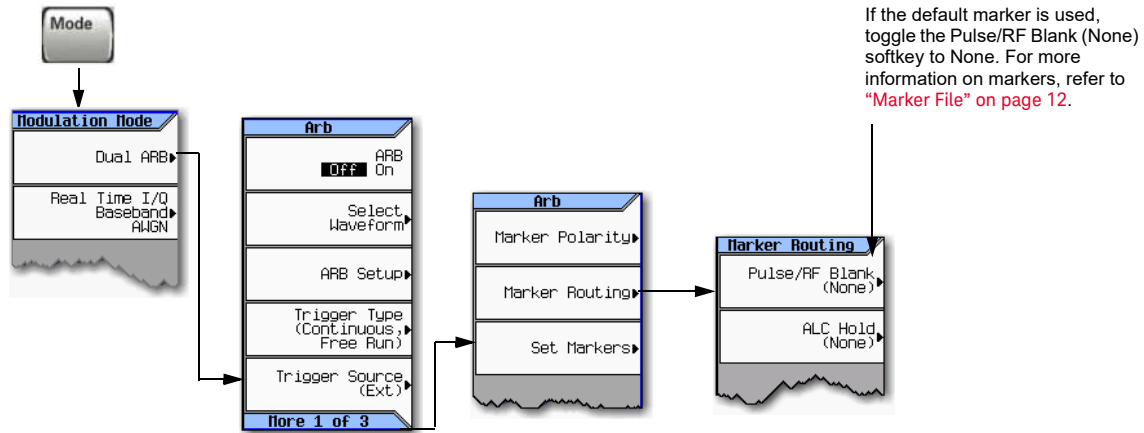 Mode
Modulation Mode
Dual ARB
Real Time I/Q
Baseband
AWGN
Arb
ARB
Off On
Select
Waveform
ARB Setup
Trigger Type
(Continuous,
Free Run)
Trigger Source
(Ext)
More 1 of 3
Arb
Marker Polarity
Marker Routing
Set Markers
If the default marker is used,
toggle the Pulse/RF Blank (None)
softkey to None. For more
information on markers, refer to
“Marker File” on page 12.
Marker Routing
Pulse/RF Blank
(None)
ALC Hold
(None)